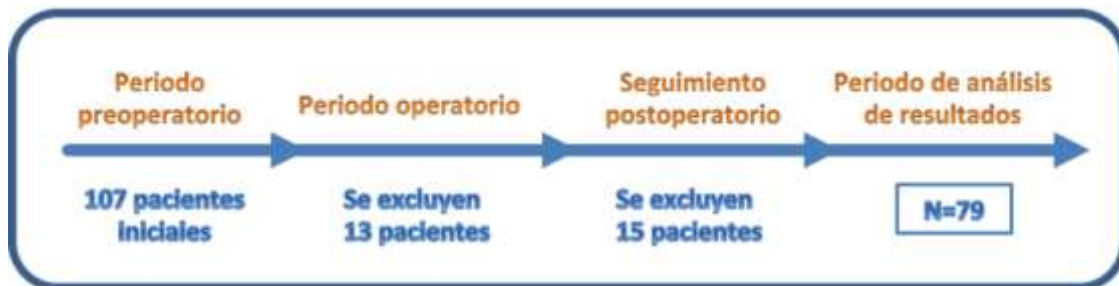 Periodo
preoperatorio
Periodo operatorio
Seguimiento
postoperatorio
Periodo de análisis
de resultados
107 pacientes
iniciales
Se excluyen
13 pacientes
Se excluyen
15 pacientes
N=79